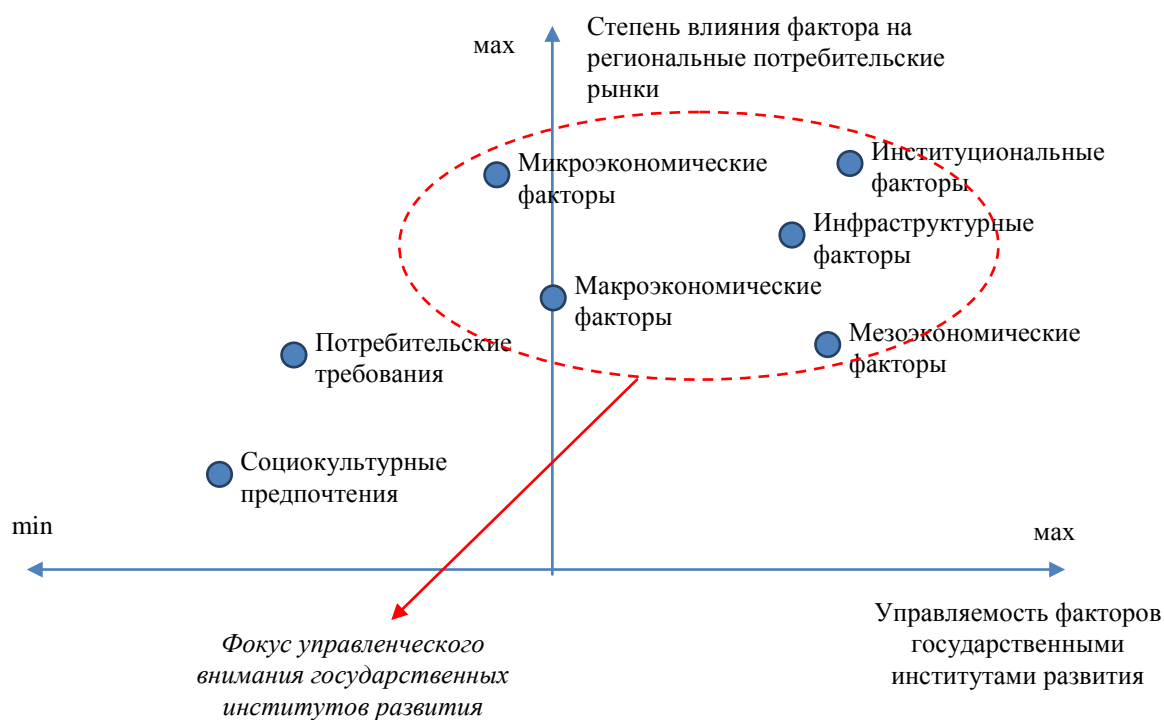 Степень влияния фактора на
региональные потребительские
рынки
мах
Микроэкономические
факторы
Институциональные
факторы
Инфраструктурные
факторы
Макроэкономические
факторы
Мезоэкономические
факторы
Потребительские
требования
Социокультурные
предпочтения
min
мах
Управляемость факторов
государственными
институтами развития
Фокус управленческого
внимания государственных
институтов развития